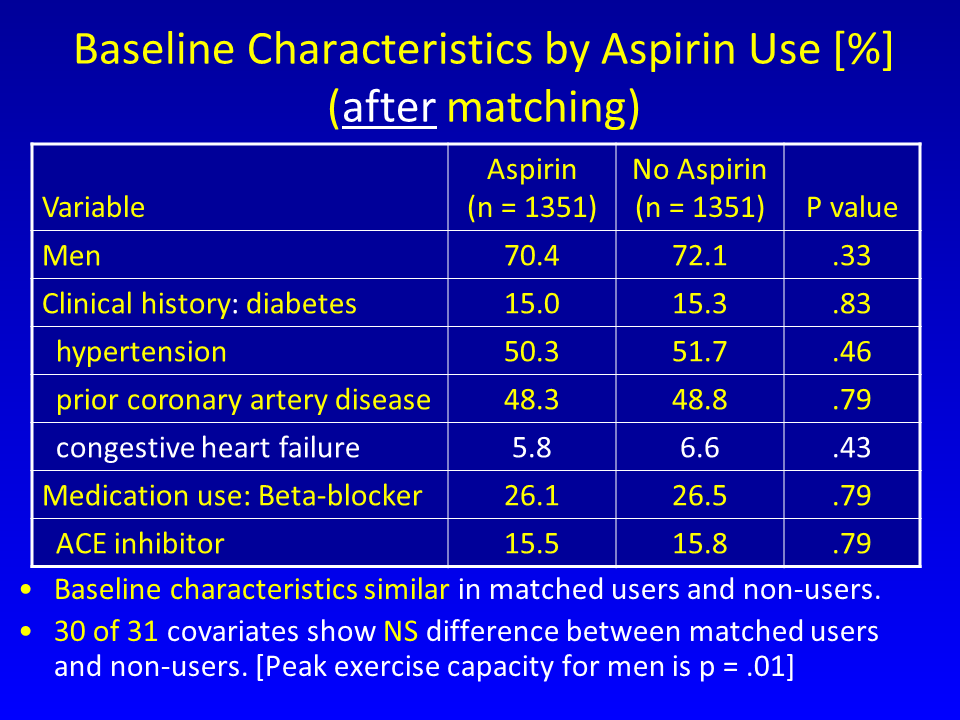 Baseline Characteristics by Aspirin Use [%]
(after matching)
Variable Aspirin (n = 1351) No Aspirin (n = 1351) P value
Men 70.4 72.1 .33
Clinical history: diabetes 15.0 15.3 .83
hypertension 50.3 51.7 .46
prior coronary artery disease 48.3 48.8 .79
congestive heart failure 5.8 6.6 .43
Medication use: Beta-blocker 26.1 26.5 .79
ACE inhibitor 15.5 15.8 .79
• Baseline characteristics similar in matched users and non-users.
• 30 of 31 covariates show NS difference between matched users
and non-users. [Peak exercise capacity for men is p = .01]